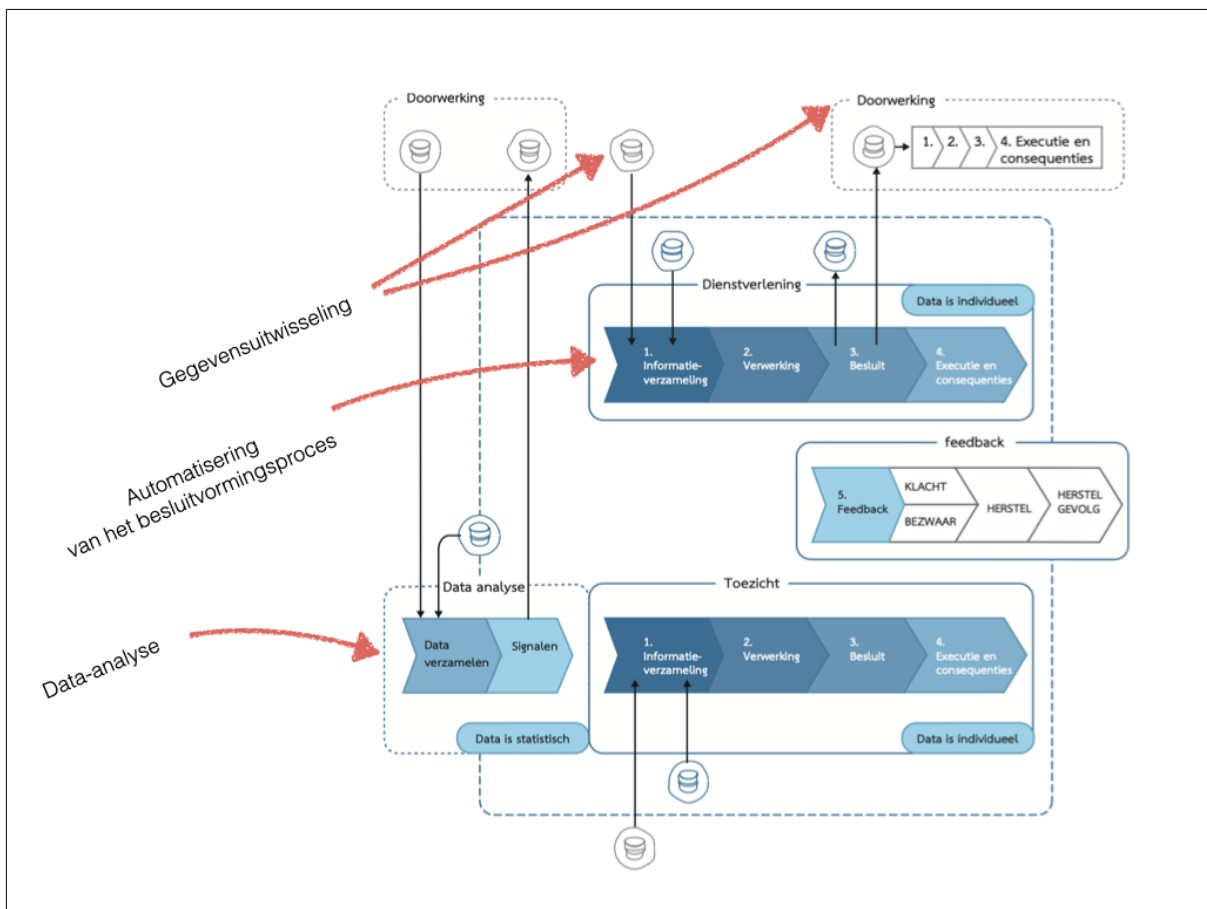 Doorwerking
Doorwerking
1.
2.
3.
4. Executie en
consequenties
Gegevensuitwisseling
Dienstverlening
Data is individueel
1.
Informatie-
verzameling
2.
Verwerking
3.
Besluit
4.
Executie en
consequenties
Automatisering
van het besluitvormingsproces
feedback
5.
Feedback
KLACHT
BEZWAAR
HERSTEL
HERSTEL
GEVOLG
Data analyse
Data
verzamelen
Signalen
Data is statistisch
Data-analyse
Toezicht
1.
Informatie-
verzameling
2.
Verwerking
3.
Besluit
4.
Executie en
consequenties
Data is individueel